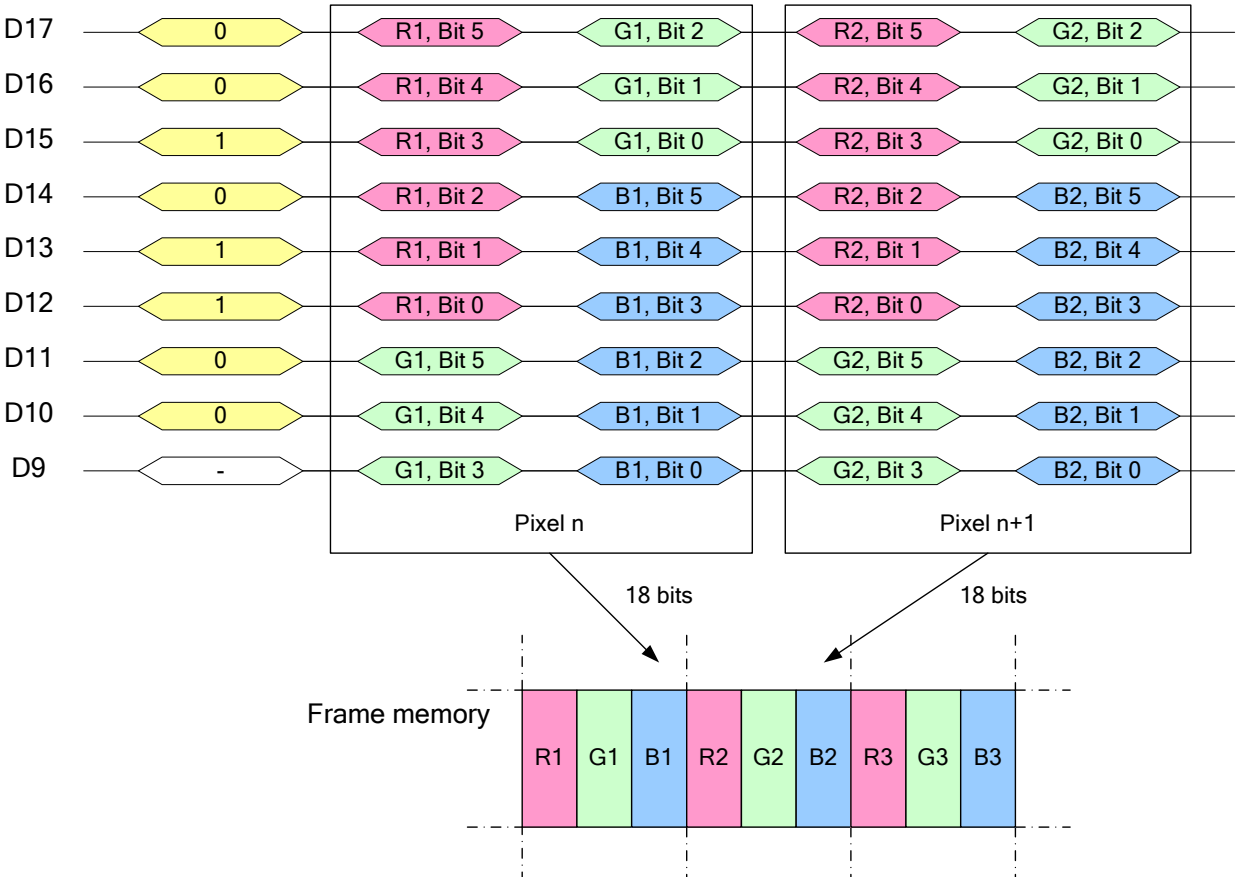 D17 0 R1, Bit 5 G1, Bit 2 R2, Bit 5 G2, Bit 2
D16 0 R1, Bit 4 G1, Bit 1 R2, Bit 4 G2, Bit 1
D15 1 R1, Bit 3 G1, Bit 0 R2, Bit 3 G2, Bit 0
D14 0 R1, Bit 2 B1, Bit 5 R2, Bit 2 B2, Bit 5
D13 1 R1, Bit 1 B1, Bit 4 R2, Bit 1 B2, Bit 4
D12 1 R1, Bit 0 B1, Bit 3 R2, Bit 0 B2, Bit 3
D11 0 G1, Bit 5 B1, Bit 2 G2, Bit 5 B2, Bit 2
D10 0 G1, Bit 4 B1, Bit 1 G2, Bit 4 B2, Bit 1
D9 - G1, Bit 3 B1, Bit 0 G2, Bit 3 B2, Bit 0
Pixel n Pixel n+1
18 bits 18 bits
Frame memory
R1 G1 B1 R2 G2 B2 R3 G3 B3